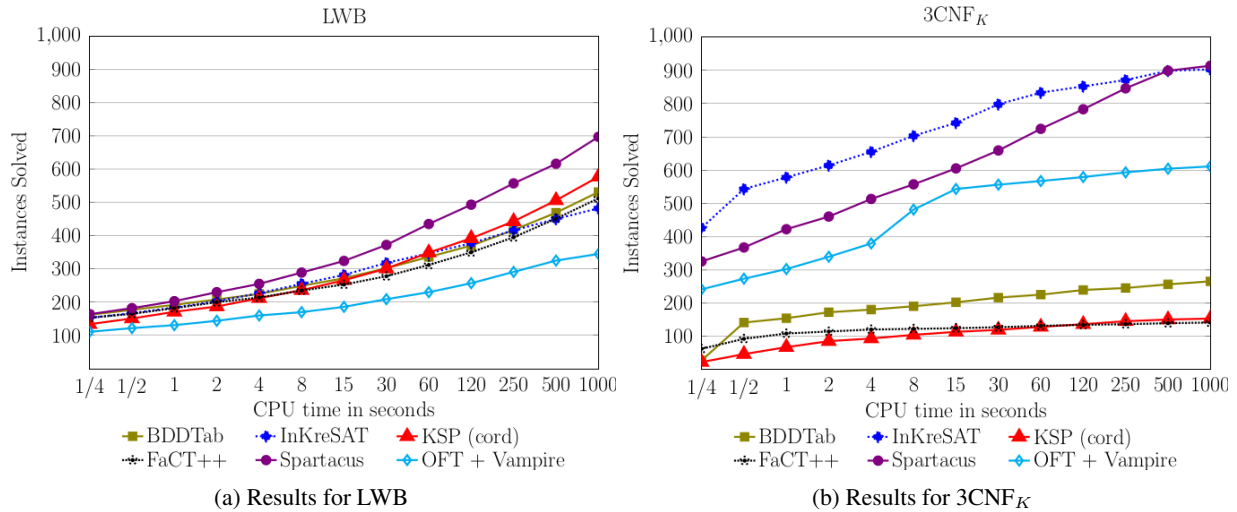 LWB
1,000
900
800
700
600
500
400
300
200
100
Instances Solved
1/4 1/2 1 2 4 8 15 30 60 120 250 500 1000
CPU time in seconds
BDDTab InKreSAT KSP (cord)
FaCT++ Spartacus OFT + Vampire
(a) Results for LWB
3CNF_K
1,000
900
800
700
600
500
400
300
200
100
Instances Solved
1/4 1/2 1 2 4 8 15 30 60 120 250 500 1000
CPU time in seconds
BDDTab InKreSAT KSP (cord)
FaCT++ Spartacus OFT + Vampire
(b) Results for 3CNF_K